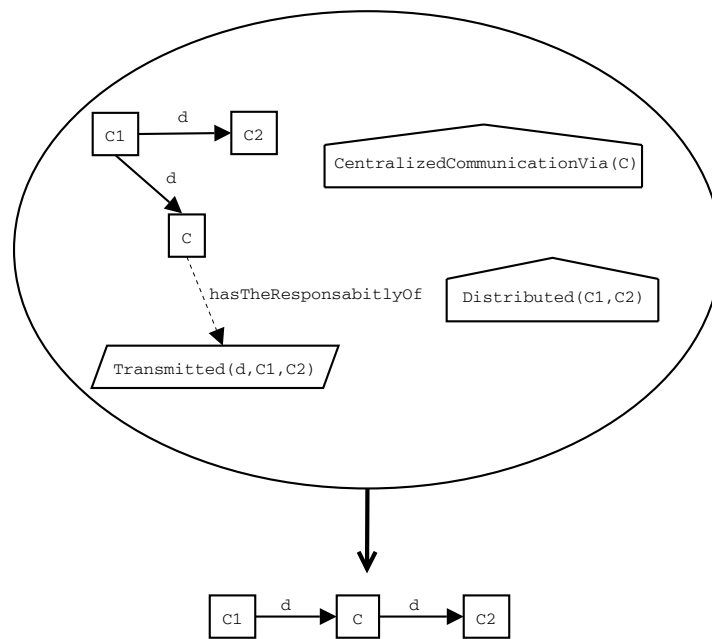 d
C1
C2
CentralizedCommunicationVia(C)
d
C
hasTheResponsabitlyOf
Distributed(C1,C2)
Transmitted(d,C1,C2)
d
d
C1
C
C2